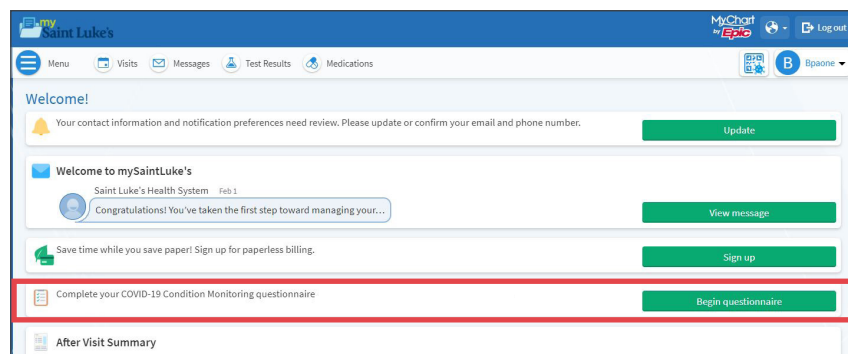 my
Saint Luke's
MyChart
by Epic
Log out
Menu
Visits
Messages
Test Results
Medications
B
Bpaone
Welcome!
Your contact information and notification preferences need review. Please update or confirm your email and phone number.
Update
Welcome to mySaintLuke's
Saint Luke's Health System Feb 1
Congratulations! You've taken the first step toward managing your...
View message
Save time while you save paper! Sign up for paperless billing.
Sign up
Complete your COVID-19 Condition Monitoring questionnaire
Begin questionnaire
After Visit Summary